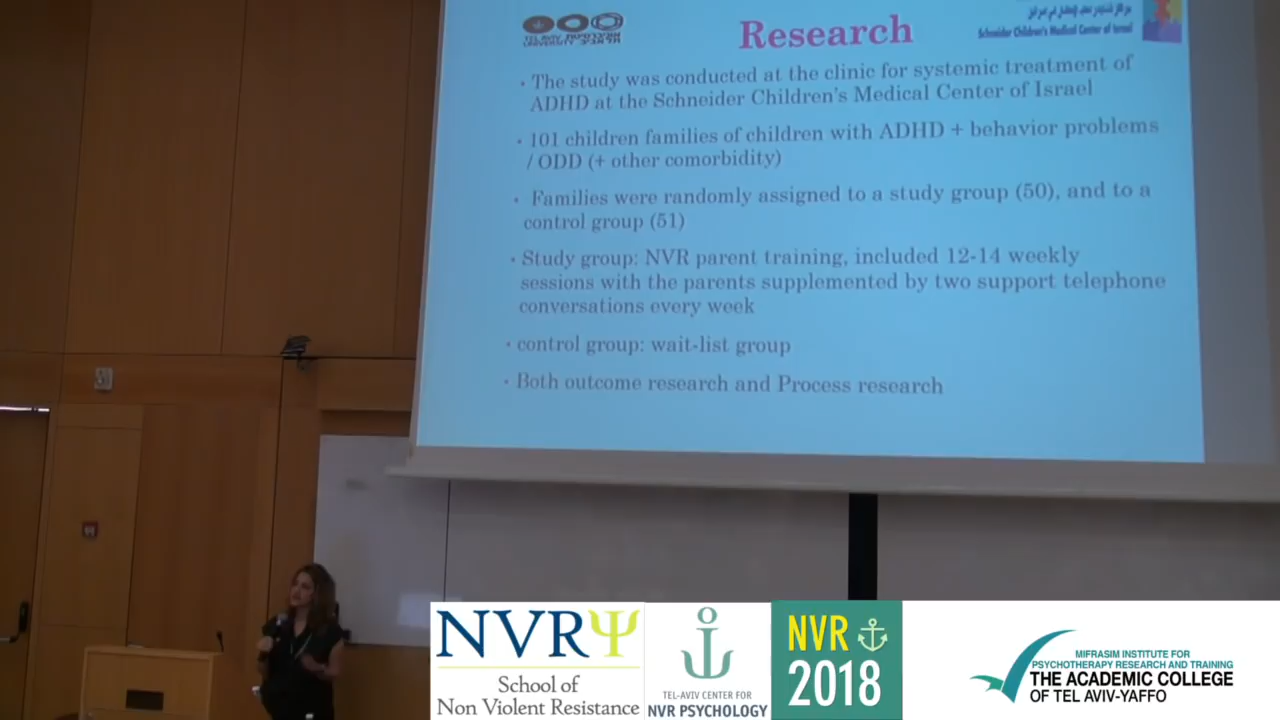 TEL AVIV
UNIVERSITY
Research
Schneider Children's Medical Center of Israel
• The study was conducted at the clinic for systemic treatment of
ADHD at the Schneider Children's Medical Center of Israel
• 101 children families of children with ADHD + behavior problems
/ ODD (+ other comorbidity)
• Families were randomly assigned to a study group (50), and to a
control group (51)
• Study group: NVR parent training, included 12-14 weekly
sessions with the parents supplemented by two support telephone
conversations every week
• control group: wait-list group
• Both outcome research and Process research
NVRΨ
School of
Non Violent Resistance
TEL-AVIV CENTER FOR
NVR PSYCHOLOGY
NVR
2018
MIFRASIM INSTITUTE FOR
PSYCHOTHERAPY RESEARCH AND TRAINING
THE ACADEMIC COLLEGE
OF TEL AVIV-YAFFO